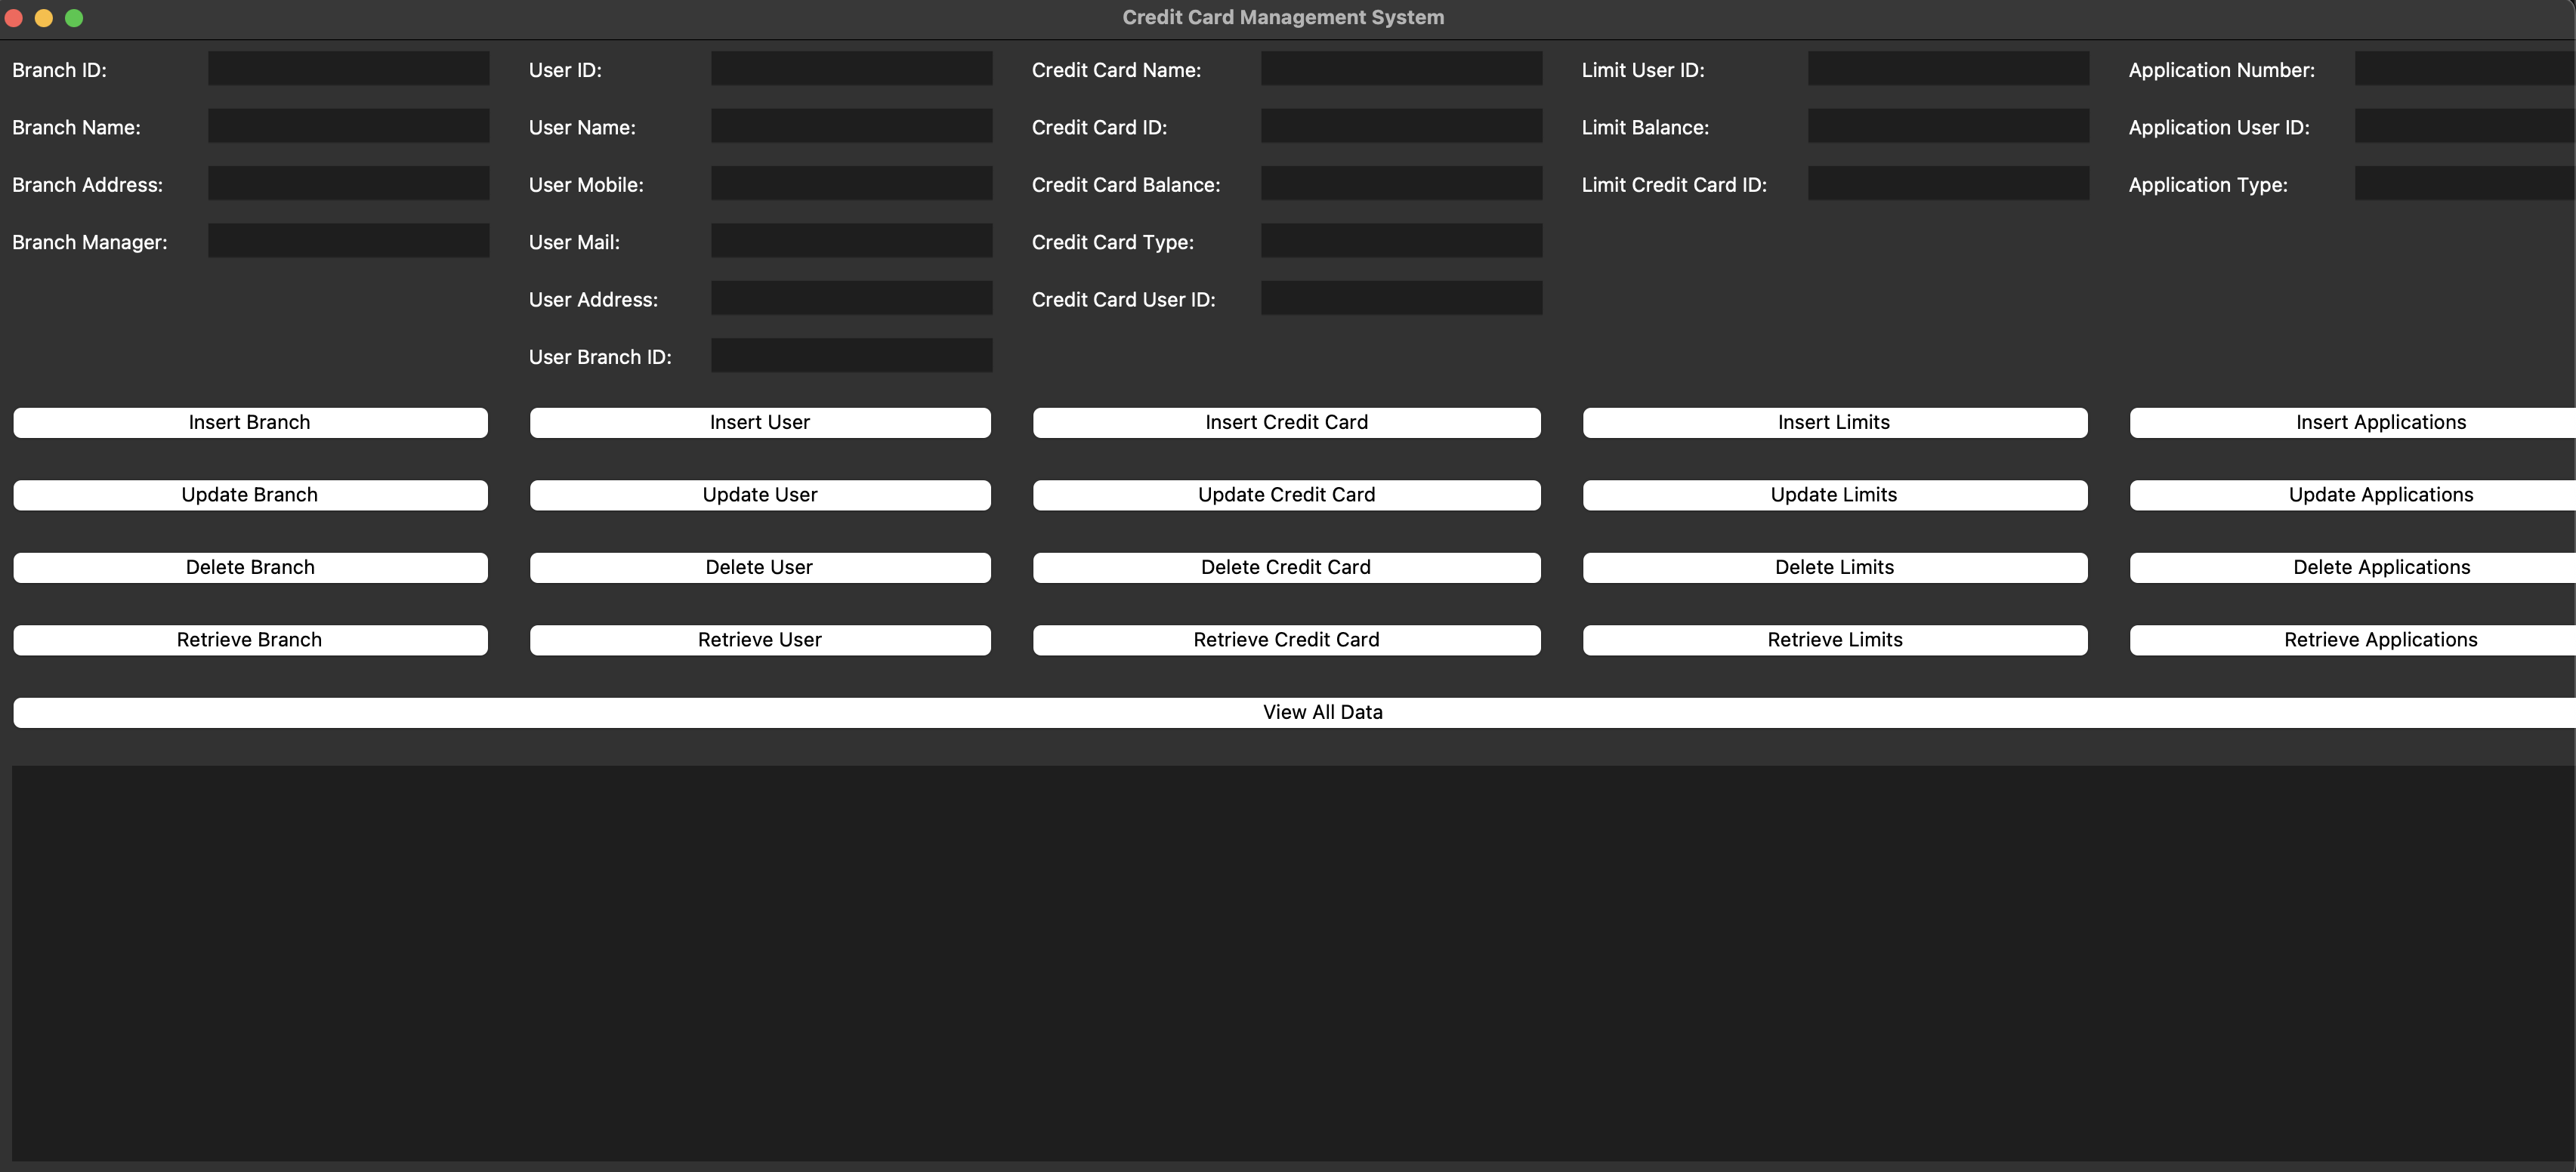 Credit Card Management System
Branch ID: User ID: Credit Card Name: Limit User ID: Application Number:
Branch Name: User Name: Credit Card ID: Limit Balance: Application User ID:
Branch Address: User Mobile: Credit Card Balance: Limit Credit Card ID: Application Type:
Branch Manager: User Mail: Credit Card Type:
User Address: Credit Card User ID:
User Branch ID:
Insert Branch Insert User Insert Credit Card Insert Limits Insert Applications
Update Branch Update User Update Credit Card Update Limits Update Applications
Delete Branch Delete User Delete Credit Card Delete Limits Delete Applications
Retrieve Branch Retrieve User Retrieve Credit Card Retrieve Limits Retrieve Applications
View All Data